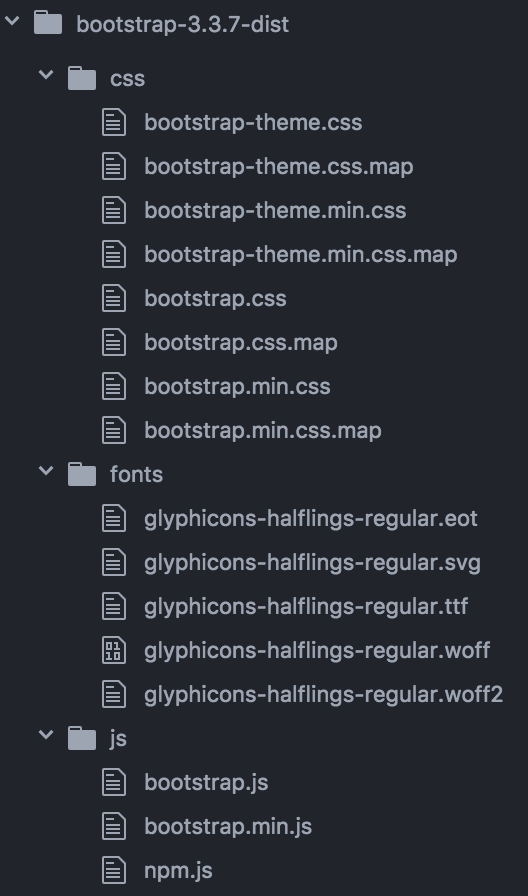 bootstrap-3.3.7-dist
css
bootstrap-theme.css
bootstrap-theme.css.map
bootstrap-theme.min.css
bootstrap-theme.min.css.map
bootstrap.css
bootstrap.css.map
bootstrap.min.css
bootstrap.min.css.map
fonts
glyphicons-halflings-regular.eot
glyphicons-halflings-regular.svg
glyphicons-halflings-regular.ttf
glyphicons-halflings-regular.woff
glyphicons-halflings-regular.woff2
js
bootstrap.js
bootstrap.min.js
npm.js